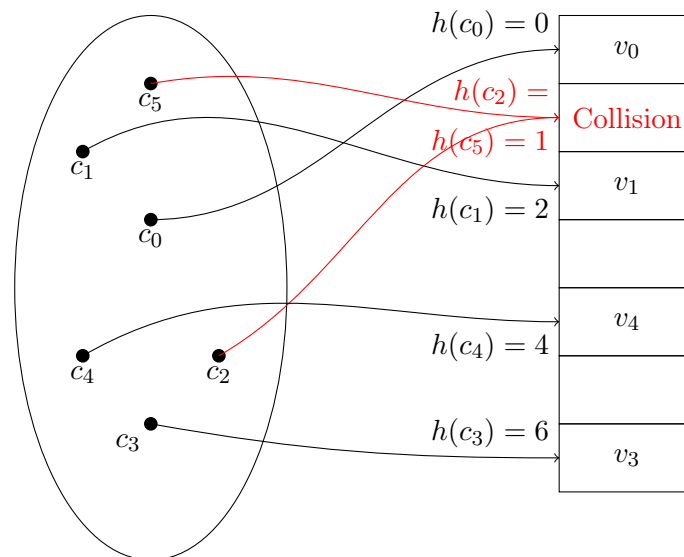 h(c₀) = 0
v₀
c₅
h(c₂) =
Collision
h(c₅) = 1
c₁
v₁
h(c₁) = 2
c₀
v₄
h(c₄) = 4
c₄
c₂
c₃
h(c₃) = 6
v₃